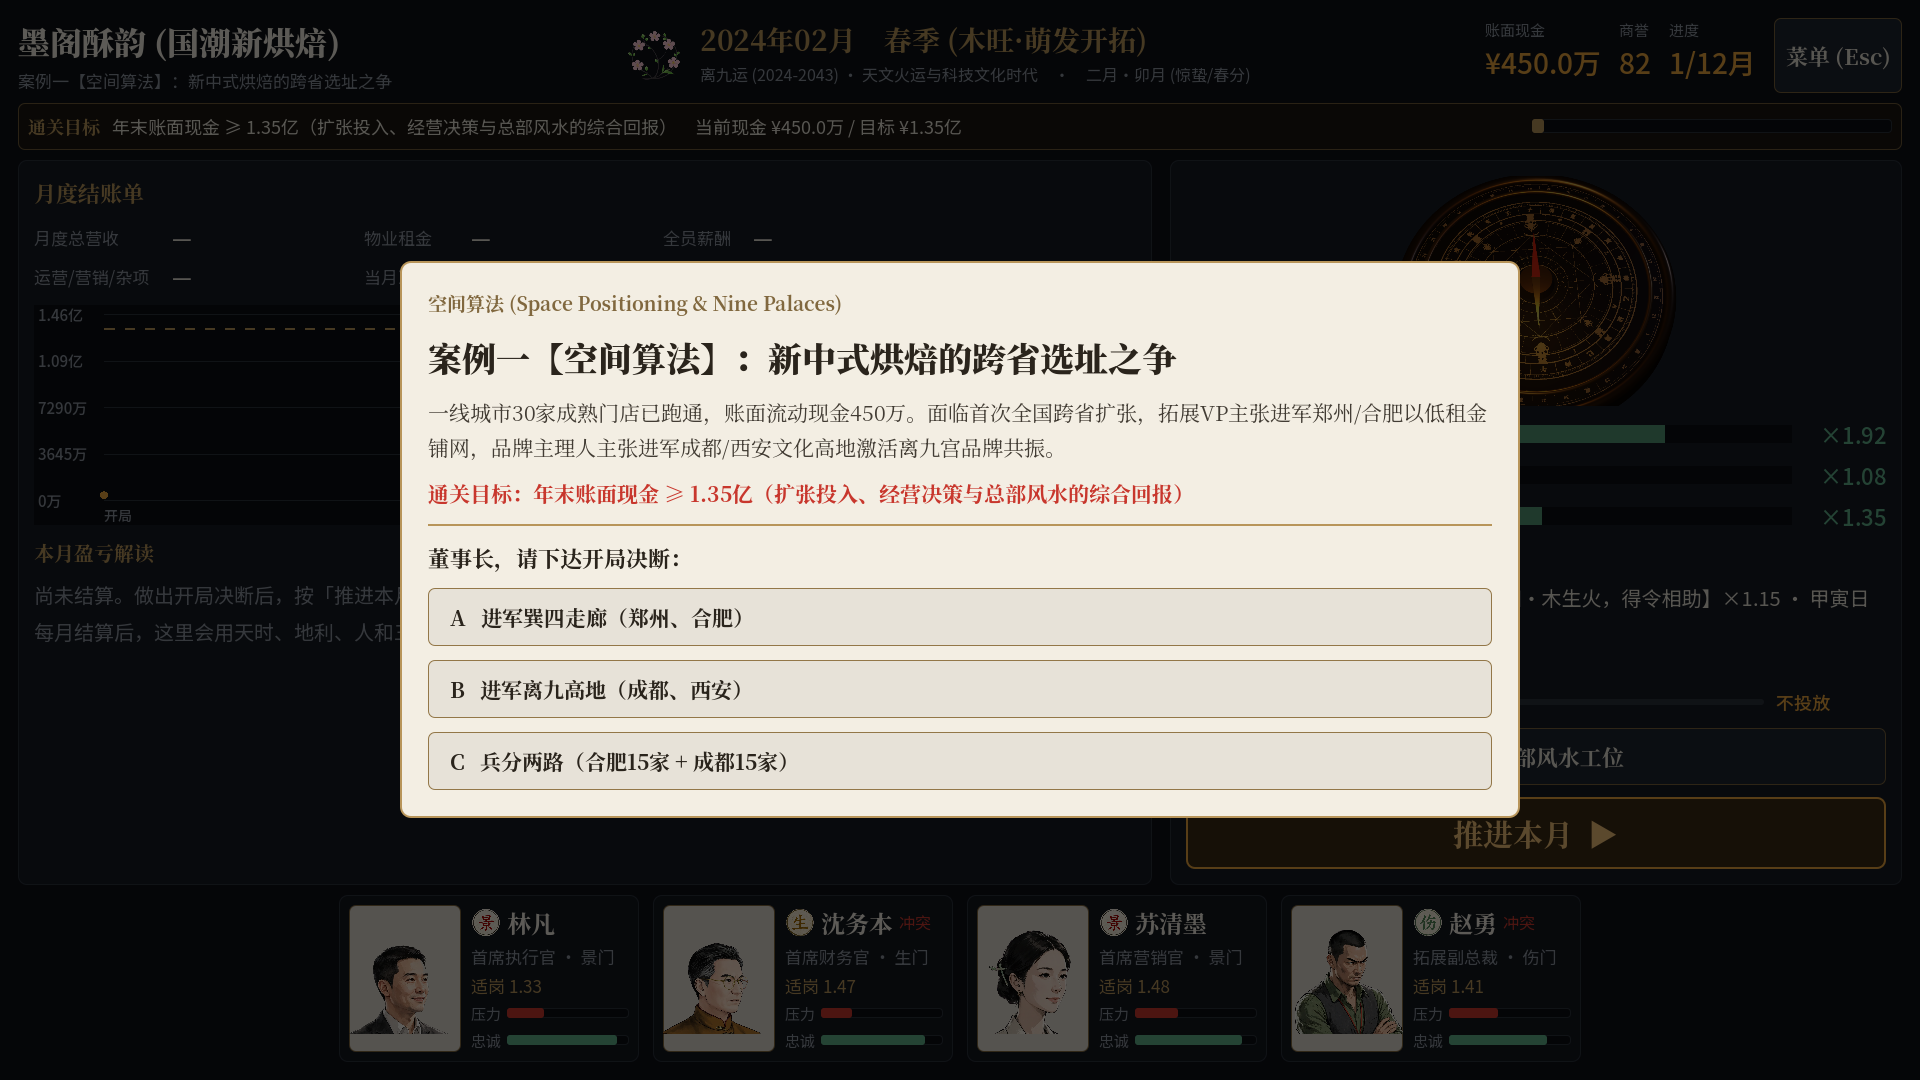 墨阁酥韵 (国潮新烘焙)
案例一【空间算法】：新中式烘焙的跨省选址之争
2024年02月 春季 (木旺·萌发开拓)
离九运 (2024-2043) · 天文火运与科技文化时代 · 二月·卯月 (惊蛰/春分)
账面现金 商誉 进度
¥450.0万 82 1/12月
菜单 (Esc)
通关目标 年末账面现金 ≥ 1.35亿（扩张投入、经营决策与总部风水的综合回报） 当前现金 ¥450.0万 / 目标 ¥1.35亿
月度结账单
月度总营收 — 物业租金 — 全员薪酬 —
运营/营销/杂项 — 当月
1.46亿
1.09亿
7290万
3645万
0万
开局
本月盈亏解读
尚未结算。做出开局决断后，按「推进本月
每月结算后，这里会用天时、地利、人和三
空间算法 (Space Positioning & Nine Palaces)
案例一【空间算法】：新中式烘焙的跨省选址之争
一线城市30家成熟门店已跑通，账面流动现金450万。面临首次全国跨省扩张，拓展VP主张进军郑州/合肥以低租金
铺网，品牌主理人主张进军成都/西安文化高地激活离九宫品牌共振。
通关目标：年末账面现金 ≥ 1.35亿（扩张投入、经营决策与总部风水的综合回报）
董事长，请下达开局决断：
A 进军巽四走廊（郑州、合肥）
B 进军离九高地（成都、西安）
C 兵分两路（合肥15家 + 成都15家）
×1.92
×1.08
×1.35
·木生火，得令相助】×1.15 · 甲寅日
不投放
部风水工位
推进本月 ▶
景 林凡
首席执行官 · 景门
适岗 1.33
压力
忠诚
生 沈务本 冲突
首席财务官 · 生门
适岗 1.47
压力
忠诚
景 苏清墨
首席营销官 · 景门
适岗 1.48
压力
忠诚
伤 赵勇 冲突
拓展副总裁 · 伤门
适岗 1.41
压力
忠诚